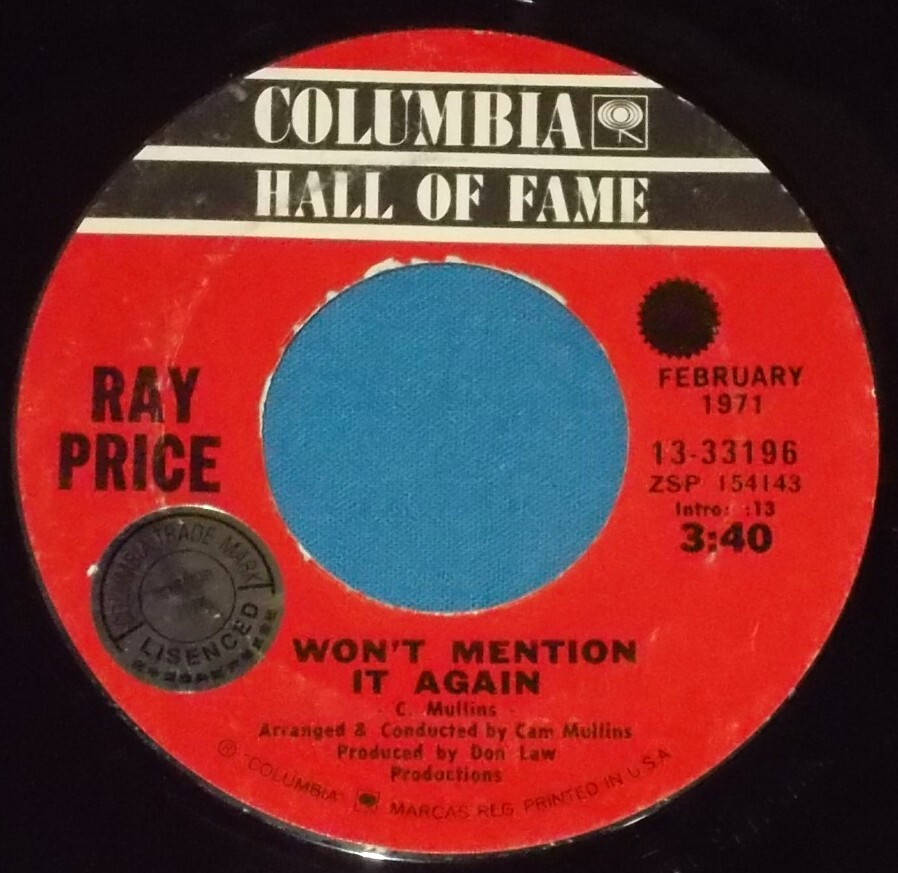 COLUMBIA
HALL OF FAME
RAY
PRICE
FEBRUARY
1971
13-33196
ZSP 154143
Intro: :13
3:40
TRADE MARK
LISENCED
WON'T MENTION
IT AGAIN
C. Mullins
Arranged & Conducted by Cam Mullins
Produced by Don Law
Productions
Ⓟ "COLUMBIA" MARCAS REG. PRINTED IN U.S.A